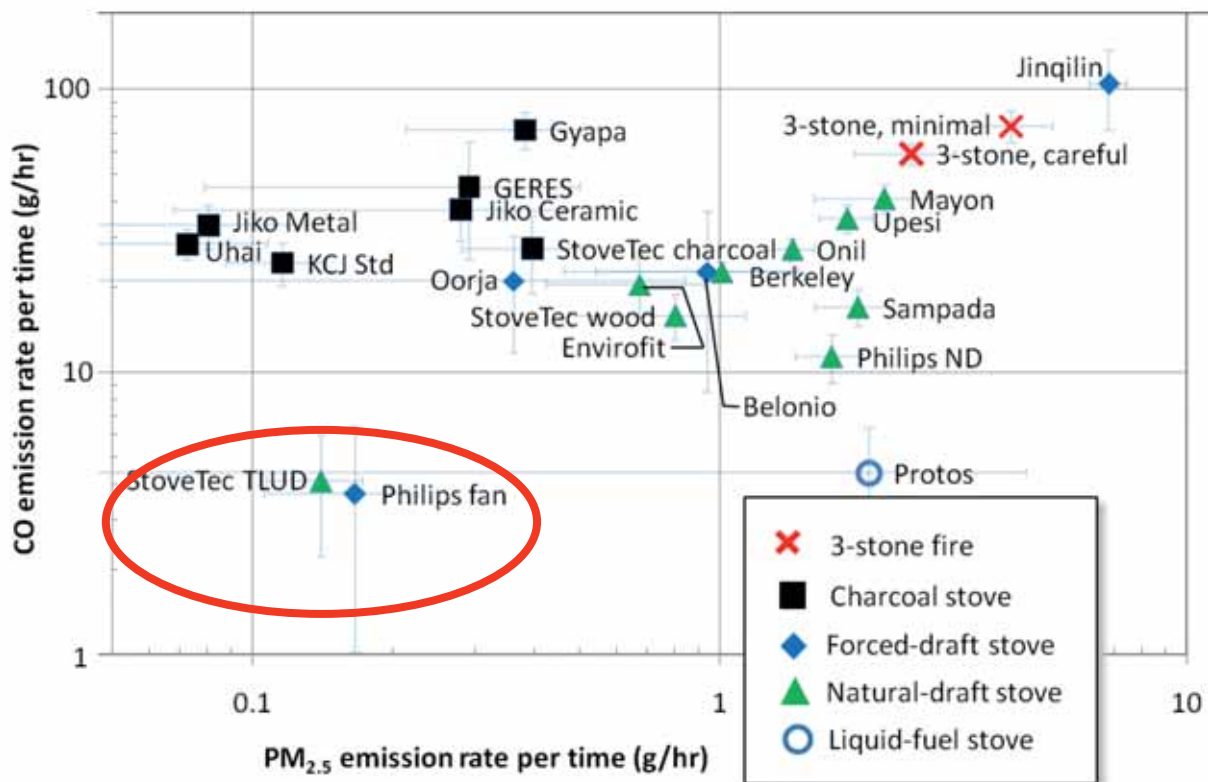 CO emission rate per time (g/hr)
100
10
1
Jinqilin
3-stone, minimal
3-stone, careful
Gyapa
GERES
Mayon
Jiko Ceramic
Upesi
Jiko Metal
Uhai
StoveTec charcoal
Onil
KCJ Std
Oorja
Berkeley
StoveTec wood
Sampada
Envirofit
Philips ND
Belonio
StoveTec TLUD
Philips fan
Protos
3-stone fire
Charcoal stove
Forced-draft stove
Natural-draft stove
Liquid-fuel stove
0.1
1
10
PM2.5 emission rate per time (g/hr)